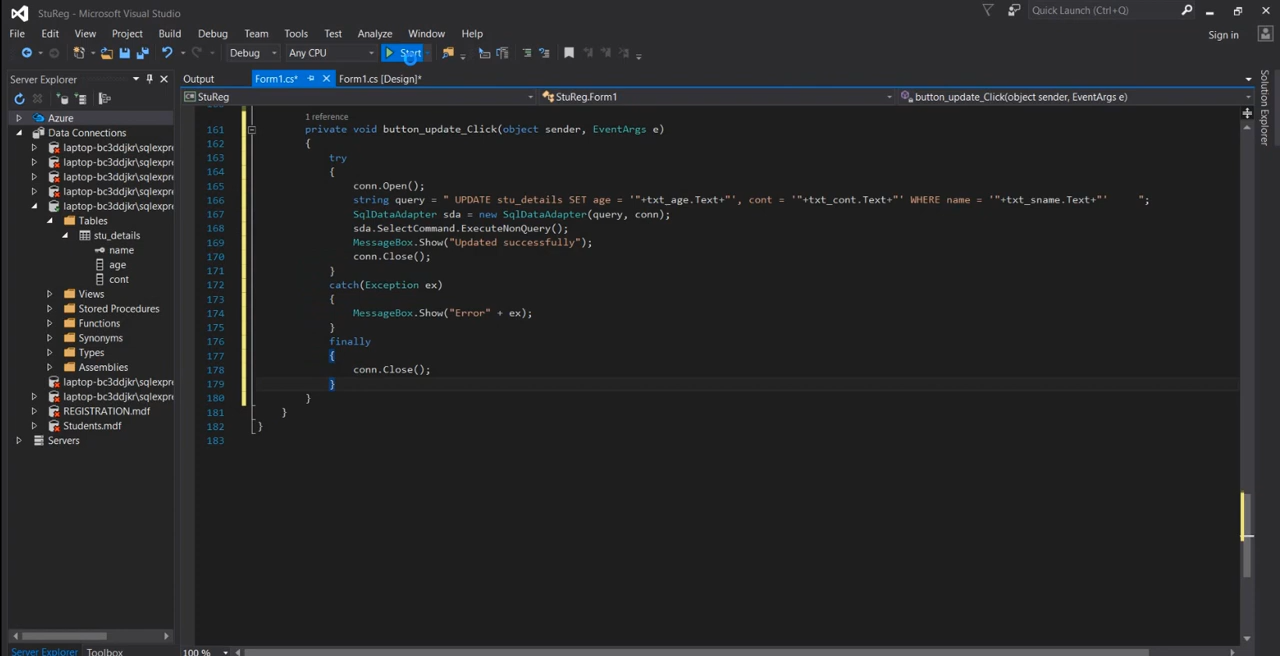 StuReg - Microsoft Visual Studio
Quick Launch (Ctrl+Q)
File Edit View Project Build Debug Team Tools Test Analyze Window Help
Sign in
Debug Any CPU Start
Server Explorer
Output Form1.cs* Form1.cs [Design]*
StuReg StuReg.Form1 button_update_Click(object sender, EventArgs e)
Solution Explorer
Azure
Data Connections
laptop-bc3ddjkr\sqlexpre
laptop-bc3ddjkr\sqlexpre
laptop-bc3ddjkr\sqlexpre
laptop-bc3ddjkr\sqlexpre
laptop-bc3ddjkr\sqlexpre
Tables
stu_details
name
age
cont
Views
Stored Procedures
Functions
Synonyms
Types
Assemblies
laptop-bc3ddjkr\sqlexpre
laptop-bc3ddjkr\sqlexpre
REGISTRATION.mdf
Students.mdf
Servers
Server Explorer Toolbox
1 reference
161 private void button_update_Click(object sender, EventArgs e)
162 {
163 try
164 {
165 conn.Open();
166 string query = " UPDATE stu_details SET age = '"+txt_age.Text+"', cont = '"+txt_cont.Text+"' WHERE name = '"+txt_sname.Text+"' ";
167 SqlDataAdapter sda = new SqlDataAdapter(query, conn);
168 sda.SelectCommand.ExecuteNonQuery();
169 MessageBox.Show("Updated successfully");
170 conn.Close();
171 }
172 catch(Exception ex)
173 {
174 MessageBox.Show("Error" + ex);
175 }
176 finally
177 {
178 conn.Close();
179 }
180 }
181 }
182 }
183
100 %